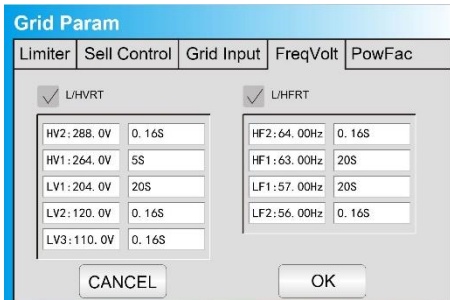 Grid Param
Limiter Sell Control Grid Input FreqVolt PowFac
L/HVRT
HV2:288.0V 0.16S
HV1:264.0V 5S
LV1:204.0V 20S
LV2:120.0V 0.16S
LV3:110.0V 0.16S
L/HFRT
HF2:64.00Hz 0.16S
HF1:63.00Hz 20S
LF1:57.00Hz 20S
LF2:56.00Hz 0.16S
CANCEL OK